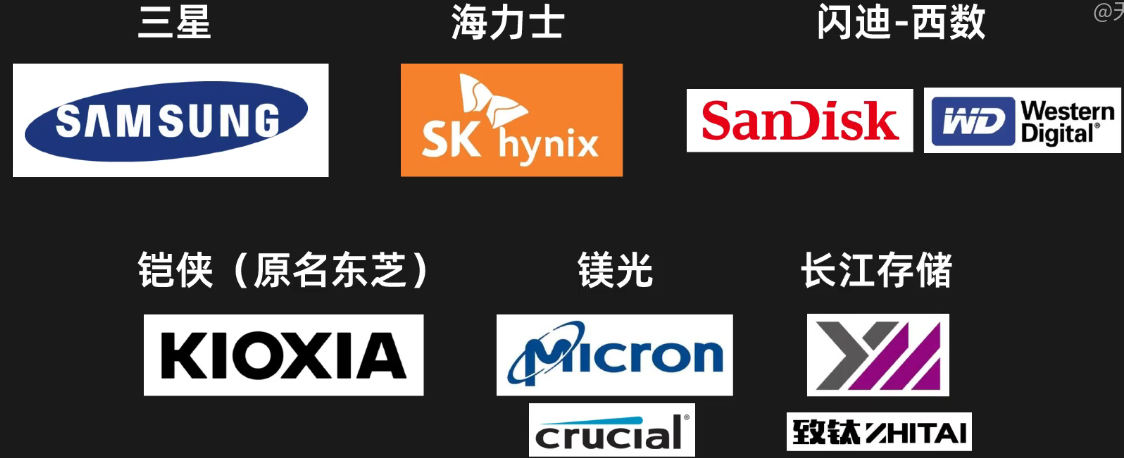 @天
三星
海力士
闪迪-西数
SAMSUNG
SK hynix
SanDisk
WD Western Digital®
铠侠（原名东芝）
镁光
长江存储
KIOXIA
Micron
crucial®
致钛 ZHITAI